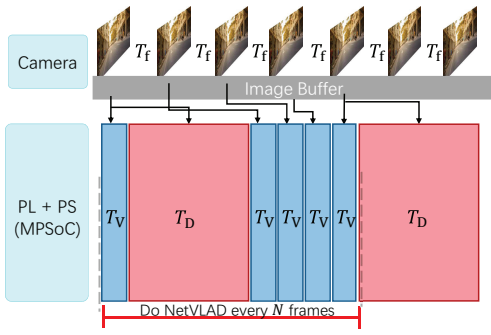 Camera
T_f T_f T_f T_f T_f T_f
Image Buffer
PL + PS
(MPSoC)
T_V T_D T_V T_V T_V T_V T_D
Do NetVLAD every N frames